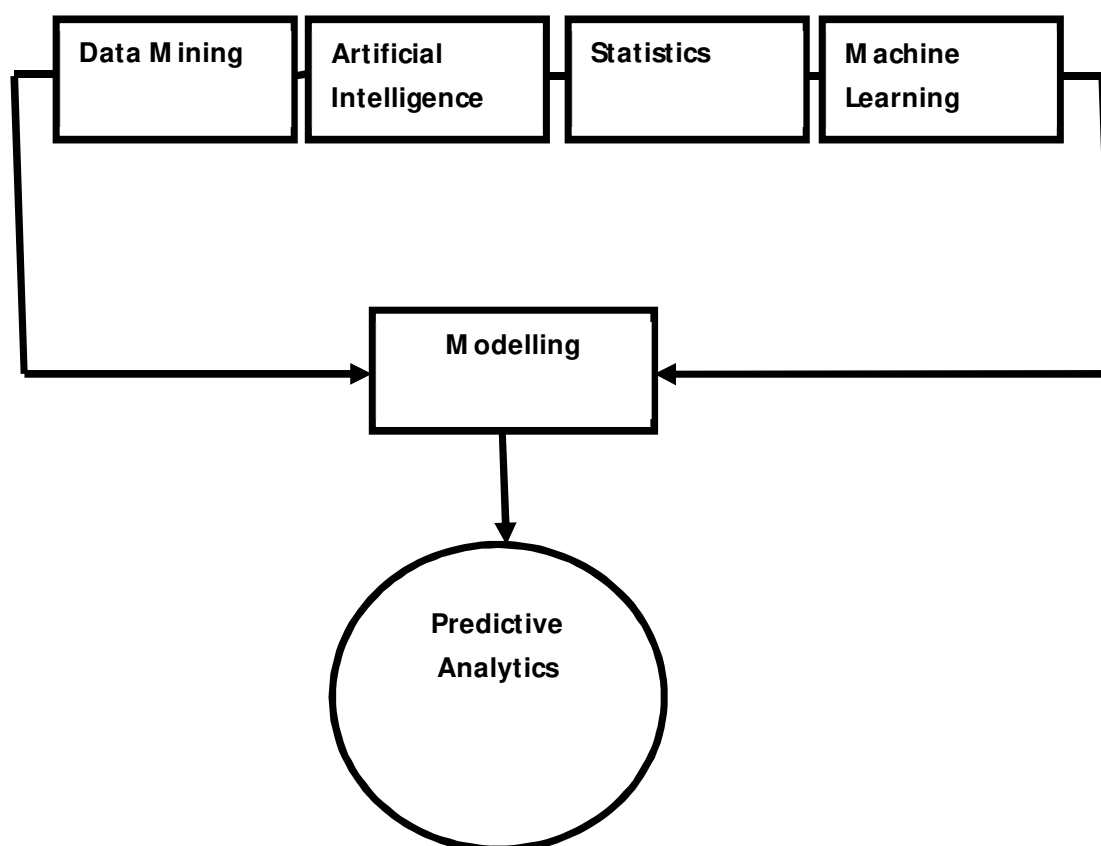 Data Mining
Artificial
Intelligence
Statistics
Machine
Learning
Modelling
Predictive
Analytics